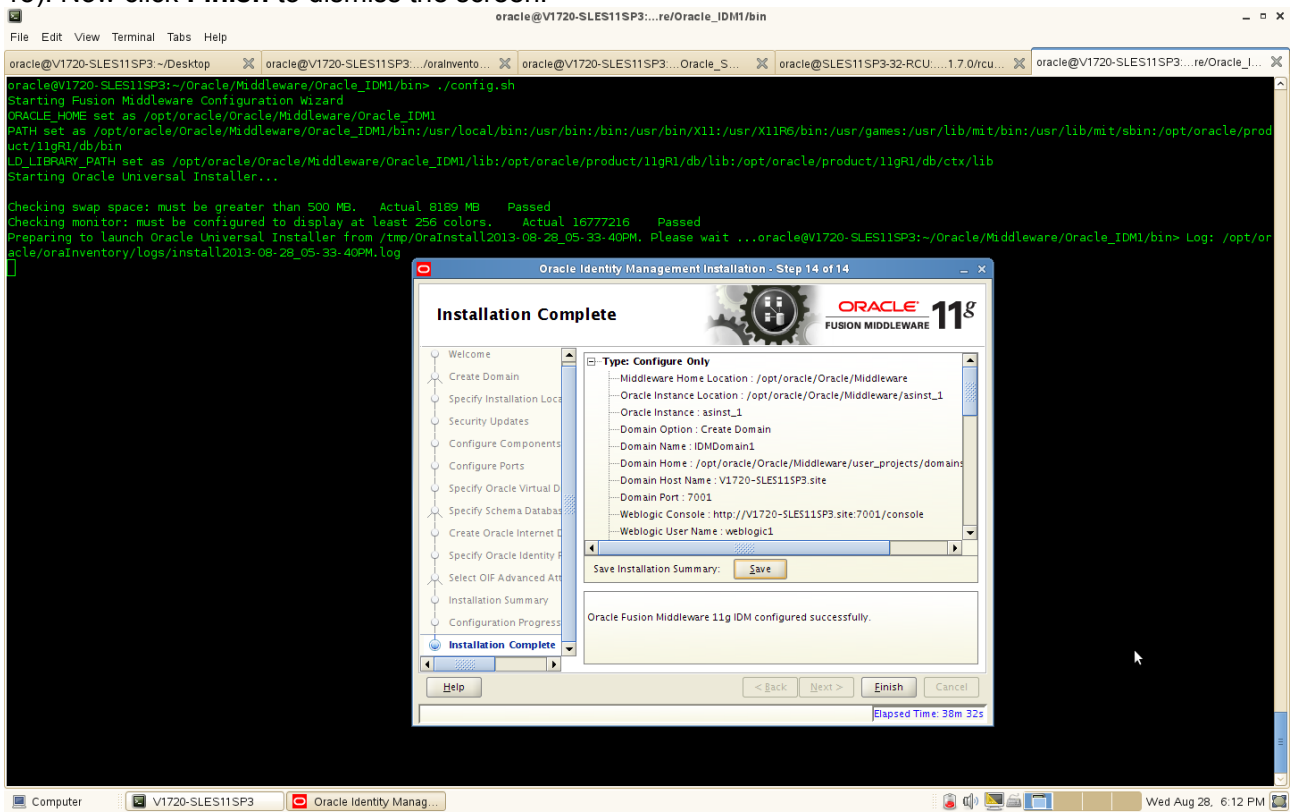 Now click Finish to dismiss the screen.
oracle@V1720-SLES11SP3:...re/Oracle_IDM1/bin
File Edit View Terminal Tabs Help
oracle@V1720-SLES11SP3:~/Desktop
oracle@V1720-SLES11SP3:.../oraInvento...
oracle@V1720-SLES11SP3:...Oracle_S...
oracle@SLES11SP3-32-RCU:....1.7.0/rcu...
oracle@V1720-SLES11SP3:...re/Oracle_I...
oracle@V1720-SLES11SP3:~/Oracle/Middleware/Oracle_IDM1/bin> ./config.sh
Starting Fusion Middleware Configuration Wizard
ORACLE_HOME set as /opt/oracle/Oracle/Middleware/Oracle_IDM1
PATH set as /opt/oracle/Oracle/Middleware/Oracle_IDM1/bin:/usr/local/bin:/usr/bin:/bin:/usr/bin/X11:/usr/X11R6/bin:/usr/games:/usr/lib/mit/bin:/usr/lib/mit/sbin:/opt/oracle/prod
uct/11gR1/db/bin
LD_LIBRARY_PATH set as /opt/oracle/Oracle/Middleware/Oracle_IDM1/lib:/opt/oracle/product/11gR1/db/lib:/opt/oracle/product/11gR1/db/ctx/lib
Starting Oracle Universal Installer...
Checking swap space: must be greater than 500 MB. Actual 8189 MB Passed
Checking monitor: must be configured to display at least 256 colors. Actual 16777216 Passed
Preparing to launch Oracle Universal Installer from /tmp/OraInstall2013-08-28_05-33-40PM. Please wait ...oracle@V1720-SLES11SP3:~/Oracle/Middleware/Oracle_IDM1/bin> Log: /opt/or
acle/oraInventory/logs/install2013-08-28_05-33-40PM.log
Oracle Identity Management Installation - Step 14 of 14
Installation Complete
ORACLE
FUSION MIDDLEWARE
11g
Welcome
Create Domain
Specify Installation Loca
Security Updates
Configure Components
Configure Ports
Specify Oracle Virtual D
Specify Schema Databas
Create Oracle Internet D
Specify Oracle Identity F
Select OIF Advanced Att
Installation Summary
Configuration Progress
Installation Complete
Type: Configure Only
Middleware Home Location : /opt/oracle/Oracle/Middleware
Oracle Instance Location : /opt/oracle/Oracle/Middleware/asinst_1
Oracle Instance : asinst_1
Domain Option : Create Domain
Domain Name : IDMDomain1
Domain Home : /opt/oracle/Oracle/Middleware/user_projects/domains
Domain Host Name : V1720-SLES11SP3.site
Domain Port : 7001
Weblogic Console : http://V1720-SLES11SP3.site:7001/console
Weblogic User Name : weblogic1
Save Installation Summary: Save
Oracle Fusion Middleware 11g IDM configured successfully.
Help < Back Next > Finish Cancel
Elapsed Time: 38m 32s
Computer V1720-SLES11SP3 Oracle Identity Manag... Wed Aug 28, 6:12 PM